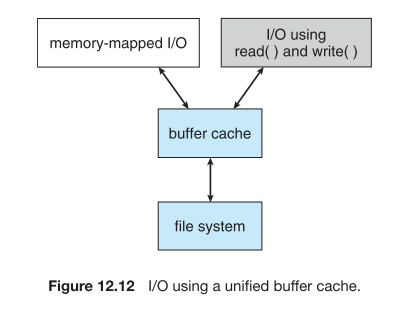 memory-mapped I/O
I/O using
read( ) and write( )
buffer cache
file system
Figure 12.12 I/O using a unified buffer cache.